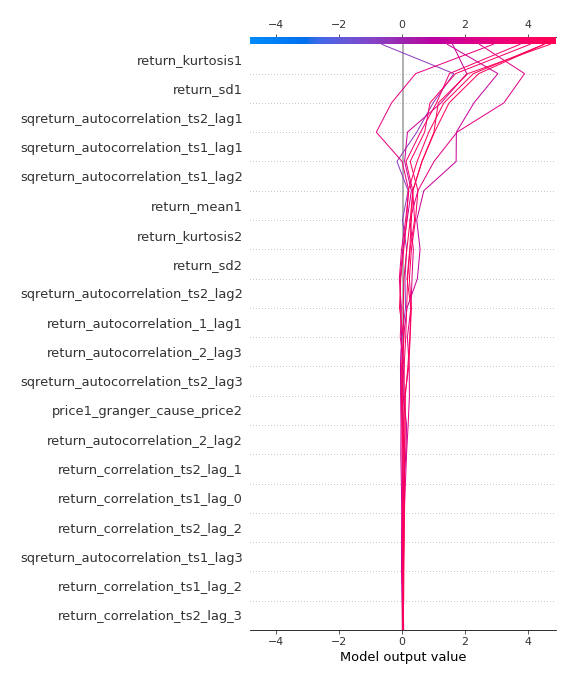 −4 −2 0 2 4
return_kurtosis1
return_sd1
sqreturn_autocorrelation_ts2_lag1
sqreturn_autocorrelation_ts1_lag1
sqreturn_autocorrelation_ts1_lag2
return_mean1
return_kurtosis2
return_sd2
sqreturn_autocorrelation_ts2_lag2
return_autocorrelation_1_lag1
return_autocorrelation_2_lag3
sqreturn_autocorrelation_ts2_lag3
price1_granger_cause_price2
return_autocorrelation_2_lag2
return_correlation_ts2_lag_1
return_correlation_ts1_lag_0
return_correlation_ts2_lag_2
sqreturn_autocorrelation_ts1_lag3
return_correlation_ts1_lag_2
return_correlation_ts2_lag_3
−4 −2 0 2 4
Model output value